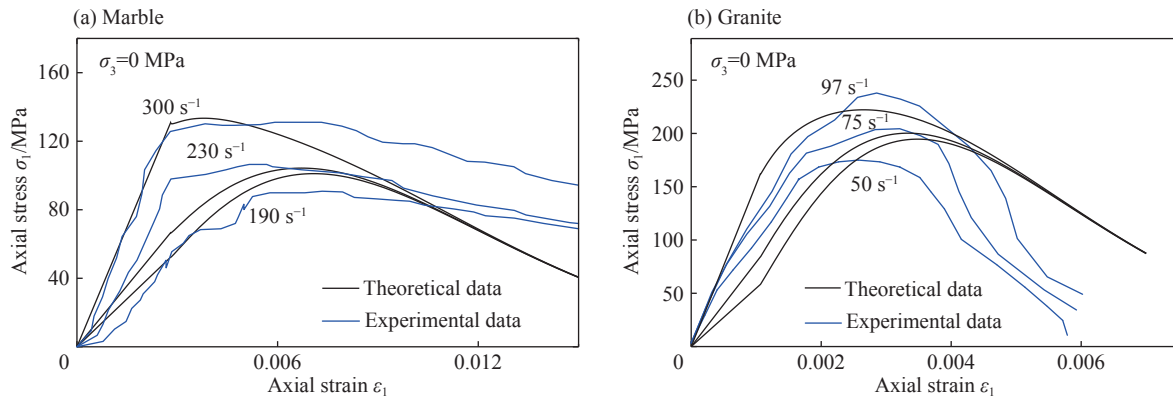 (a) Marble
160
120
80
40
0
0.006
0.012
Axial stress σ₁/MPa
Axial strain ε₁
σ₃=0 MPa
300 s⁻¹
230 s⁻¹
190 s⁻¹
Theoretical data
Experimental data
(b) Granite
250
200
150
100
50
0
0.002
0.004
0.006
Axial stress σ₁/MPa
Axial strain ε₁
σ₃=0 MPa
97 s⁻¹
75 s⁻¹
50 s⁻¹
Theoretical data
Experimental data